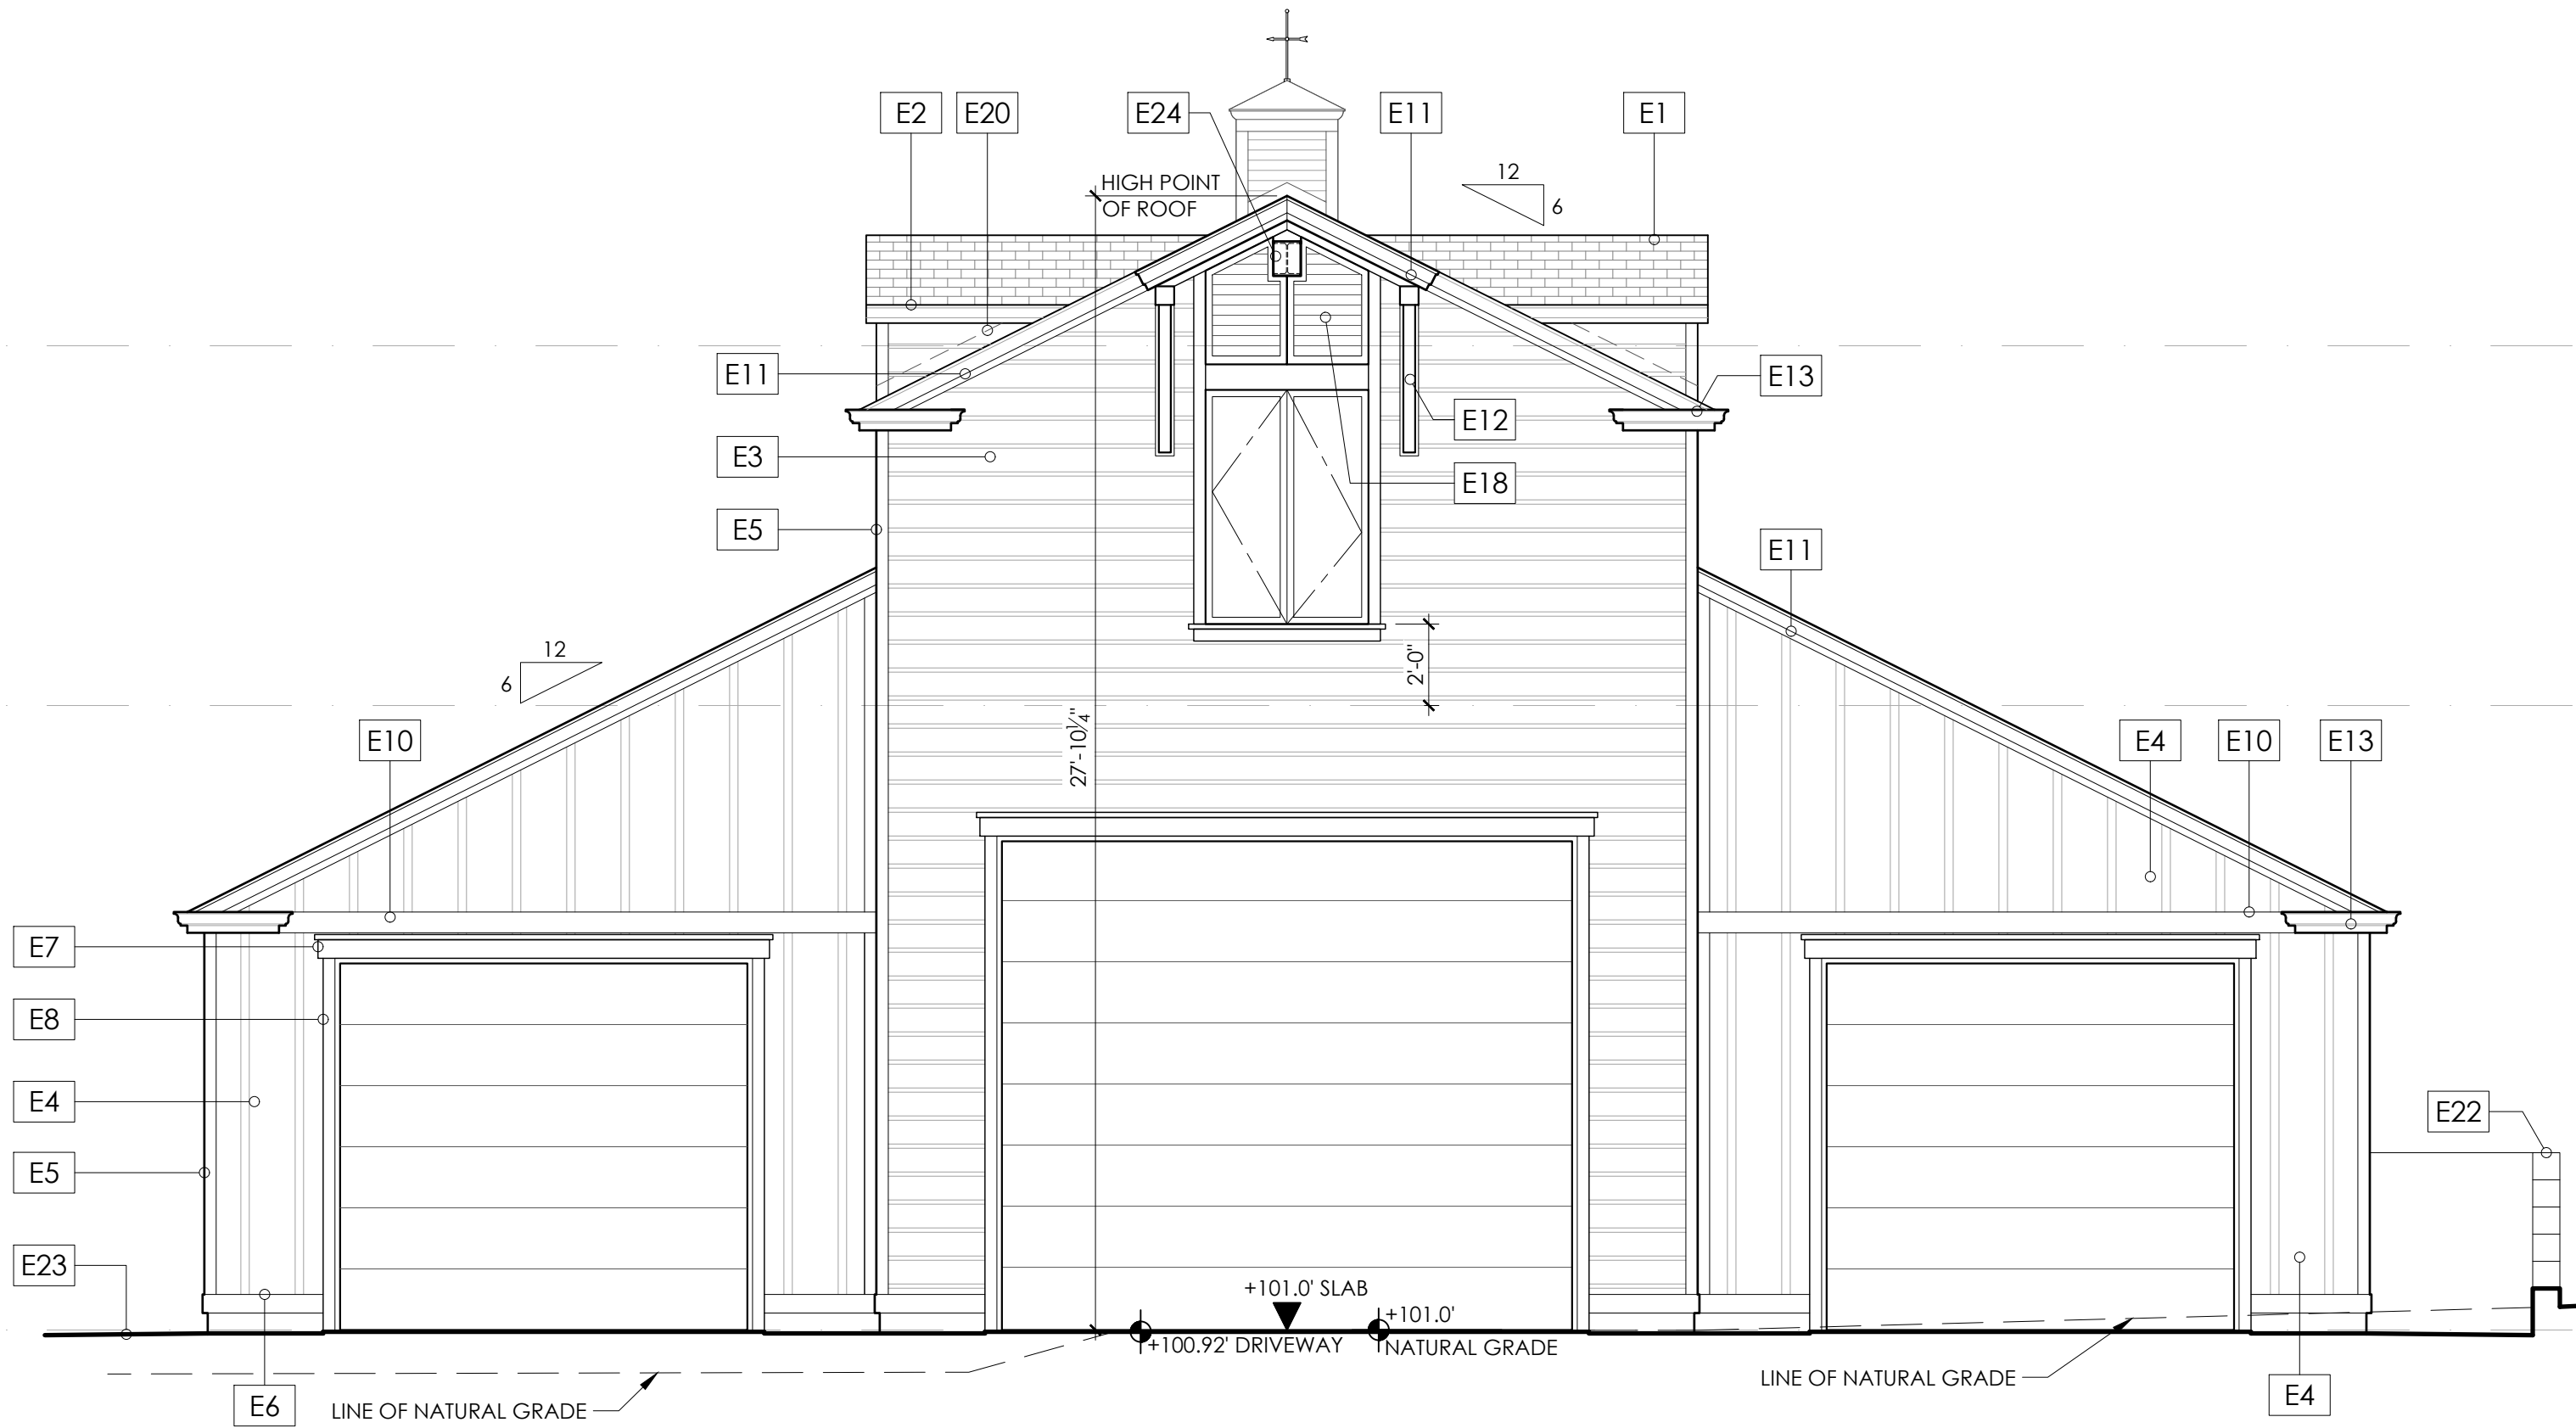 E2
E20
E24
E11
E1
HIGH POINT
OF ROOF
12
6
E11
E13
E12
E3
E18
E5
E11
12
6
2'-0"
27'-10¼"
E10
E4
E10
E13
E7
E8
E4
E22
E5
E23
+101.0' SLAB
+101.0'
+100.92' DRIVEWAY
NATURAL GRADE
LINE OF NATURAL GRADE
E6
LINE OF NATURAL GRADE
E4